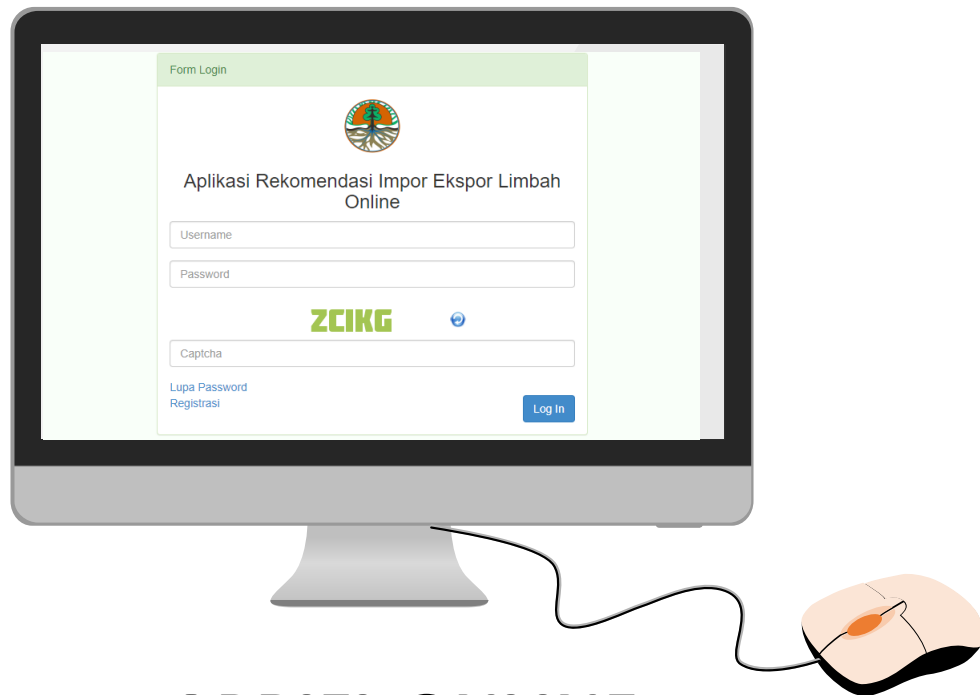 Form Login
Aplikasi Rekomendasi Impor Ekspor Limbah
Online
Username
Password
ZCIKG
Captcha
Lupa Password
Registrasi
Log In